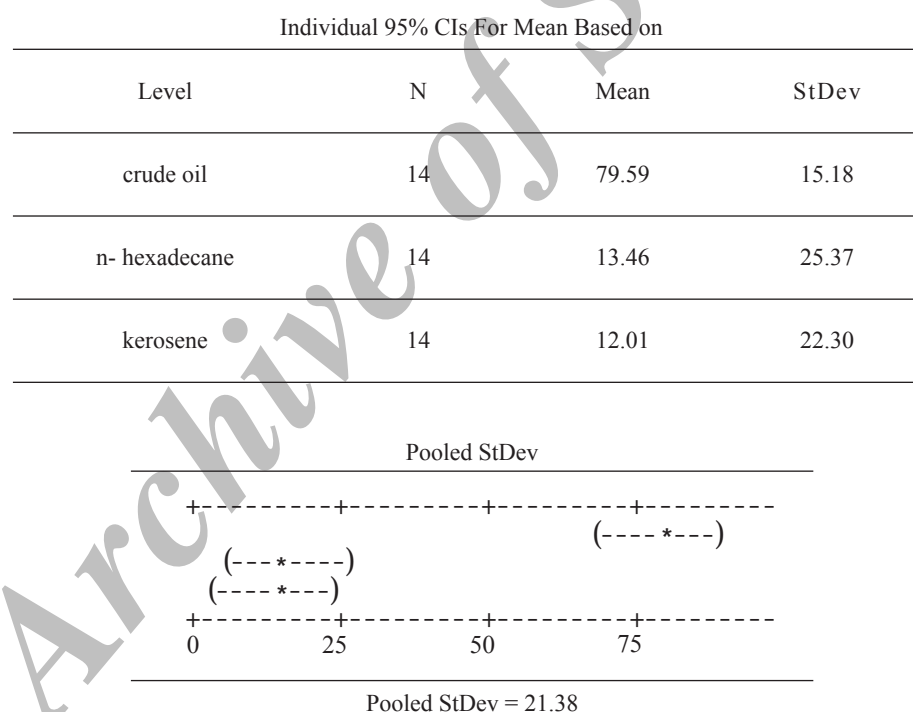 Individual 95% CIs For Mean Based on
Level N Mean StDev
crude oil 14 79.59 15.18
n- hexadecane 14 13.46 25.37
kerosene 14 12.01 22.30
Pooled StDev
+---------+---------+---------+---------
(---- *---)
(---*----)
(---- *---)
+---------+---------+---------+---------
0 25 50 75
Pooled StDev = 21.38
Archive of S